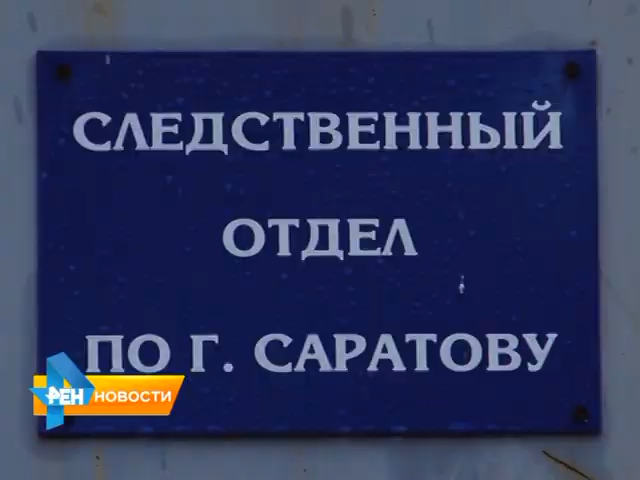 СЛЕДСТВЕННЫЙ
ОТДЕЛ
ПО Г. САРАТОВУ
РЕН НОВОСТИ